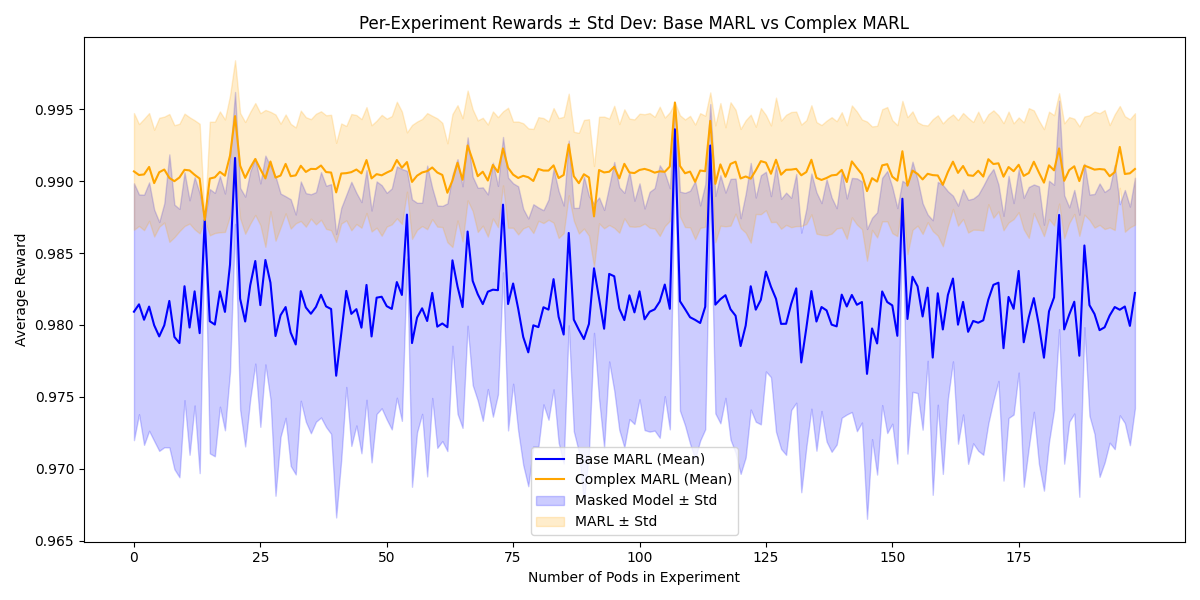 Per-Experiment Rewards ± Std Dev: Base MARL vs Complex MARL
Average Reward
0.995
0.990
0.985
0.980
0.975
0.970
0.965
Base MARL (Mean)
Complex MARL (Mean)
Masked Model ± Std
MARL ± Std
0 25 50 75 100 125 150 175
Number of Pods in Experiment